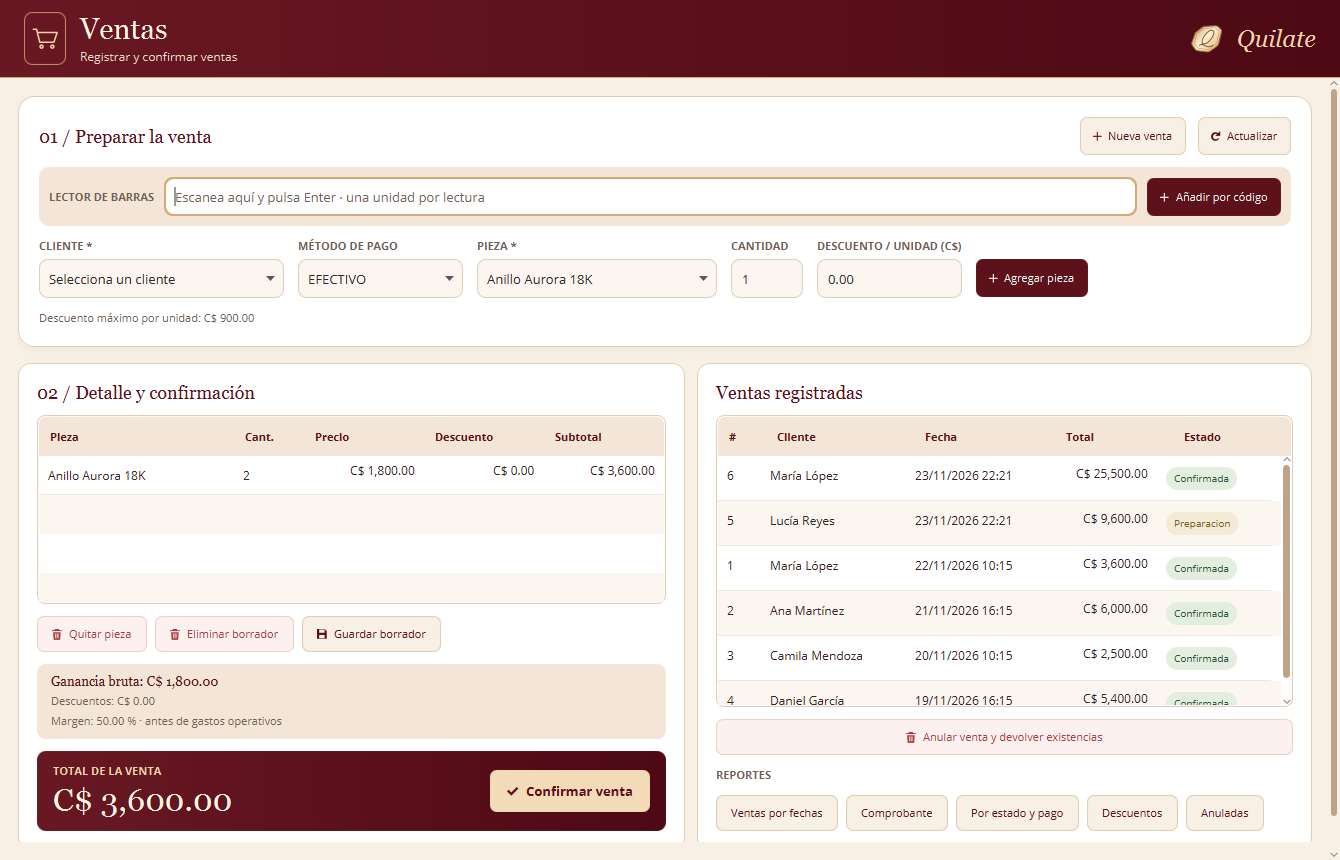 Ventas
Registrar y confirmar ventas
Quilate
01 / Preparar la venta
+ Nueva venta
Actualizar
LECTOR DE BARRAS
Escanea aquí y pulsa Enter · una unidad por lectura
+ Añadir por código
CLIENTE * MÉTODO DE PAGO PIEZA * CANTIDAD DESCUENTO / UNIDAD (C$)
Selecciona un cliente EFECTIVO Anillo Aurora 18K 1 0.00 + Agregar pieza
Descuento máximo por unidad: C$ 900.00
02 / Detalle y confirmación
Pieza Cant. Precio Descuento Subtotal
Anillo Aurora 18K 2 C$ 1,800.00 C$ 0.00 C$ 3,600.00
Quitar pieza Eliminar borrador Guardar borrador
Ganancia bruta: C$ 1,800.00
Descuentos: C$ 0.00
Margen: 50.00 % · antes de gastos operativos
TOTAL DE LA VENTA
C$ 3,600.00
Confirmar venta
Ventas registradas
# Cliente Fecha Total Estado
6 María López 23/11/2026 22:21 C$ 25,500.00 Confirmada
5 Lucía Reyes 23/11/2026 22:21 C$ 9,600.00 Preparacion
1 María López 22/11/2026 10:15 C$ 3,600.00 Confirmada
2 Ana Martínez 21/11/2026 16:15 C$ 6,000.00 Confirmada
3 Camila Mendoza 20/11/2026 10:15 C$ 2,500.00 Confirmada
4 Daniel García 19/11/2026 16:15 C$ 5,400.00 Confirmada
Anular venta y devolver existencias
REPORTES
Ventas por fechas Comprobante Por estado y pago Descuentos Anuladas